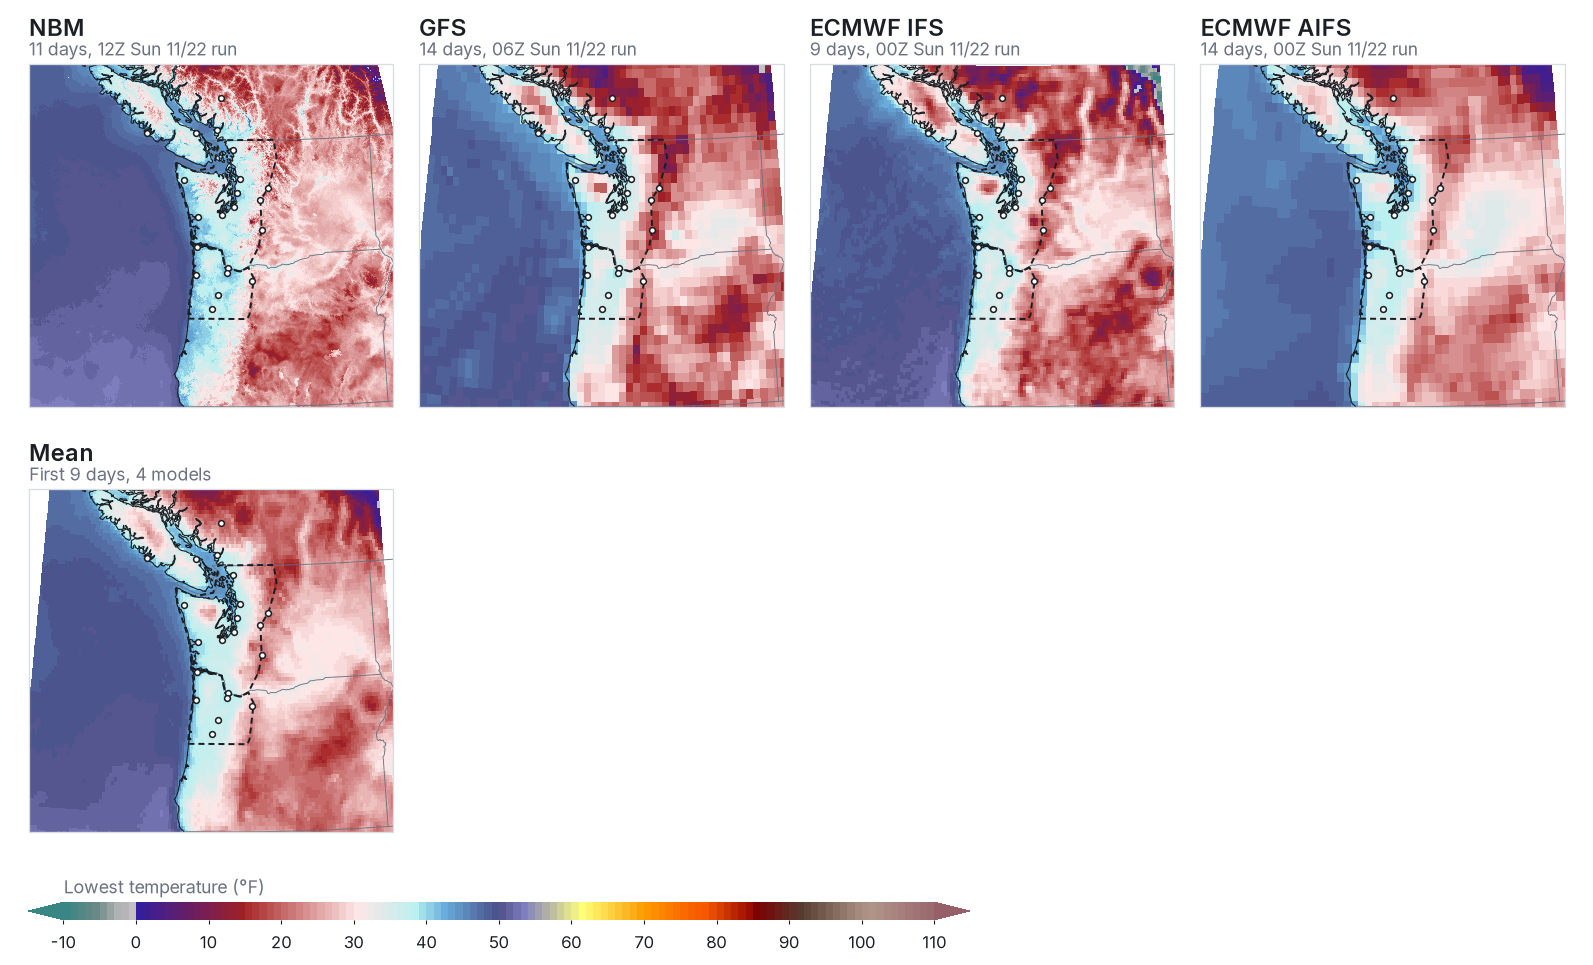 NBM
11 days, 12Z Sun 11/22 run
GFS
14 days, 06Z Sun 11/22 run
ECMWF IFS
9 days, 00Z Sun 11/22 run
ECMWF AIFS
14 days, 00Z Sun 11/22 run
Mean
First 9 days, 4 models
Lowest temperature (°F)
-10 0 10 20 30 40 50 60 70 80 90 100 110